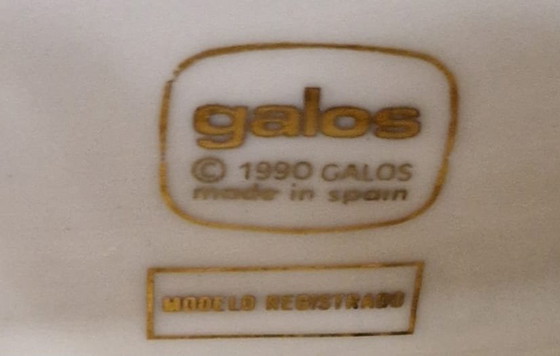 galos
© 1990 GALOS
made in spain
MODELO REGISTRADO